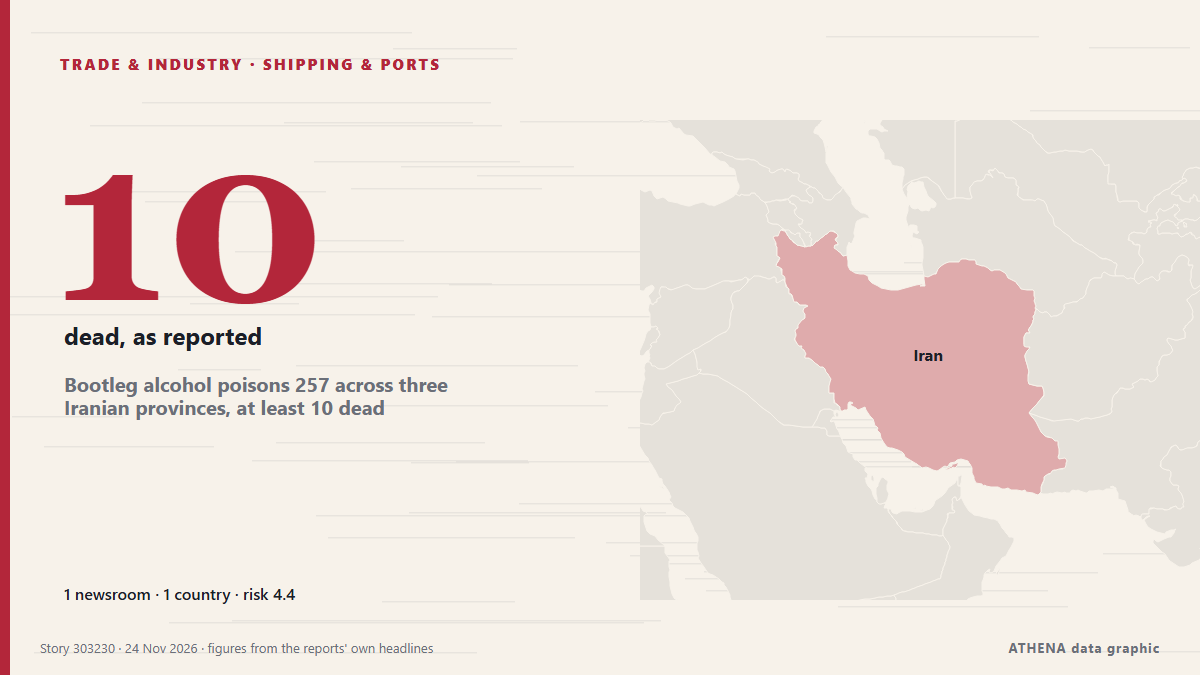 TRADE & INDUSTRY · SHIPPING & PORTS
10
dead, as reported
Bootleg alcohol poisons 257 across three
Iranian provinces, at least 10 dead
Iran
1 newsroom · 1 country · risk 4.4
Story 303230 · 24 Nov 2026 · figures from the reports' own headlines
ATHENA data graphic